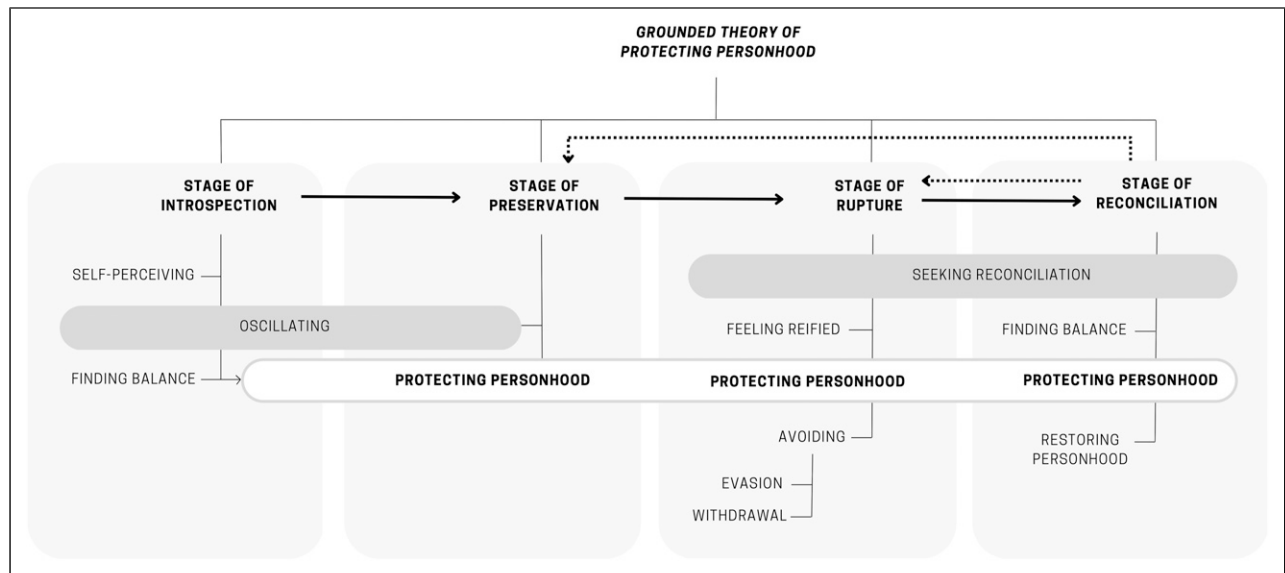 GROUNDED THEORY OF
PROTECTING PERSONHOOD
STAGE OF
INTROSPECTION
STAGE OF
PRESERVATION
STAGE OF
RUPTURE
STAGE OF
RECONCILIATION
SELF-PERCEIVING
SEEKING RECONCILIATION
OSCILLATING
FEELING REIFIED
FINDING BALANCE
FINDING BALANCE
PROTECTING PERSONHOOD
PROTECTING PERSONHOOD
PROTECTING PERSONHOOD
AVOIDING
RESTORING
PERSONHOOD
EVASION
WITHDRAWAL